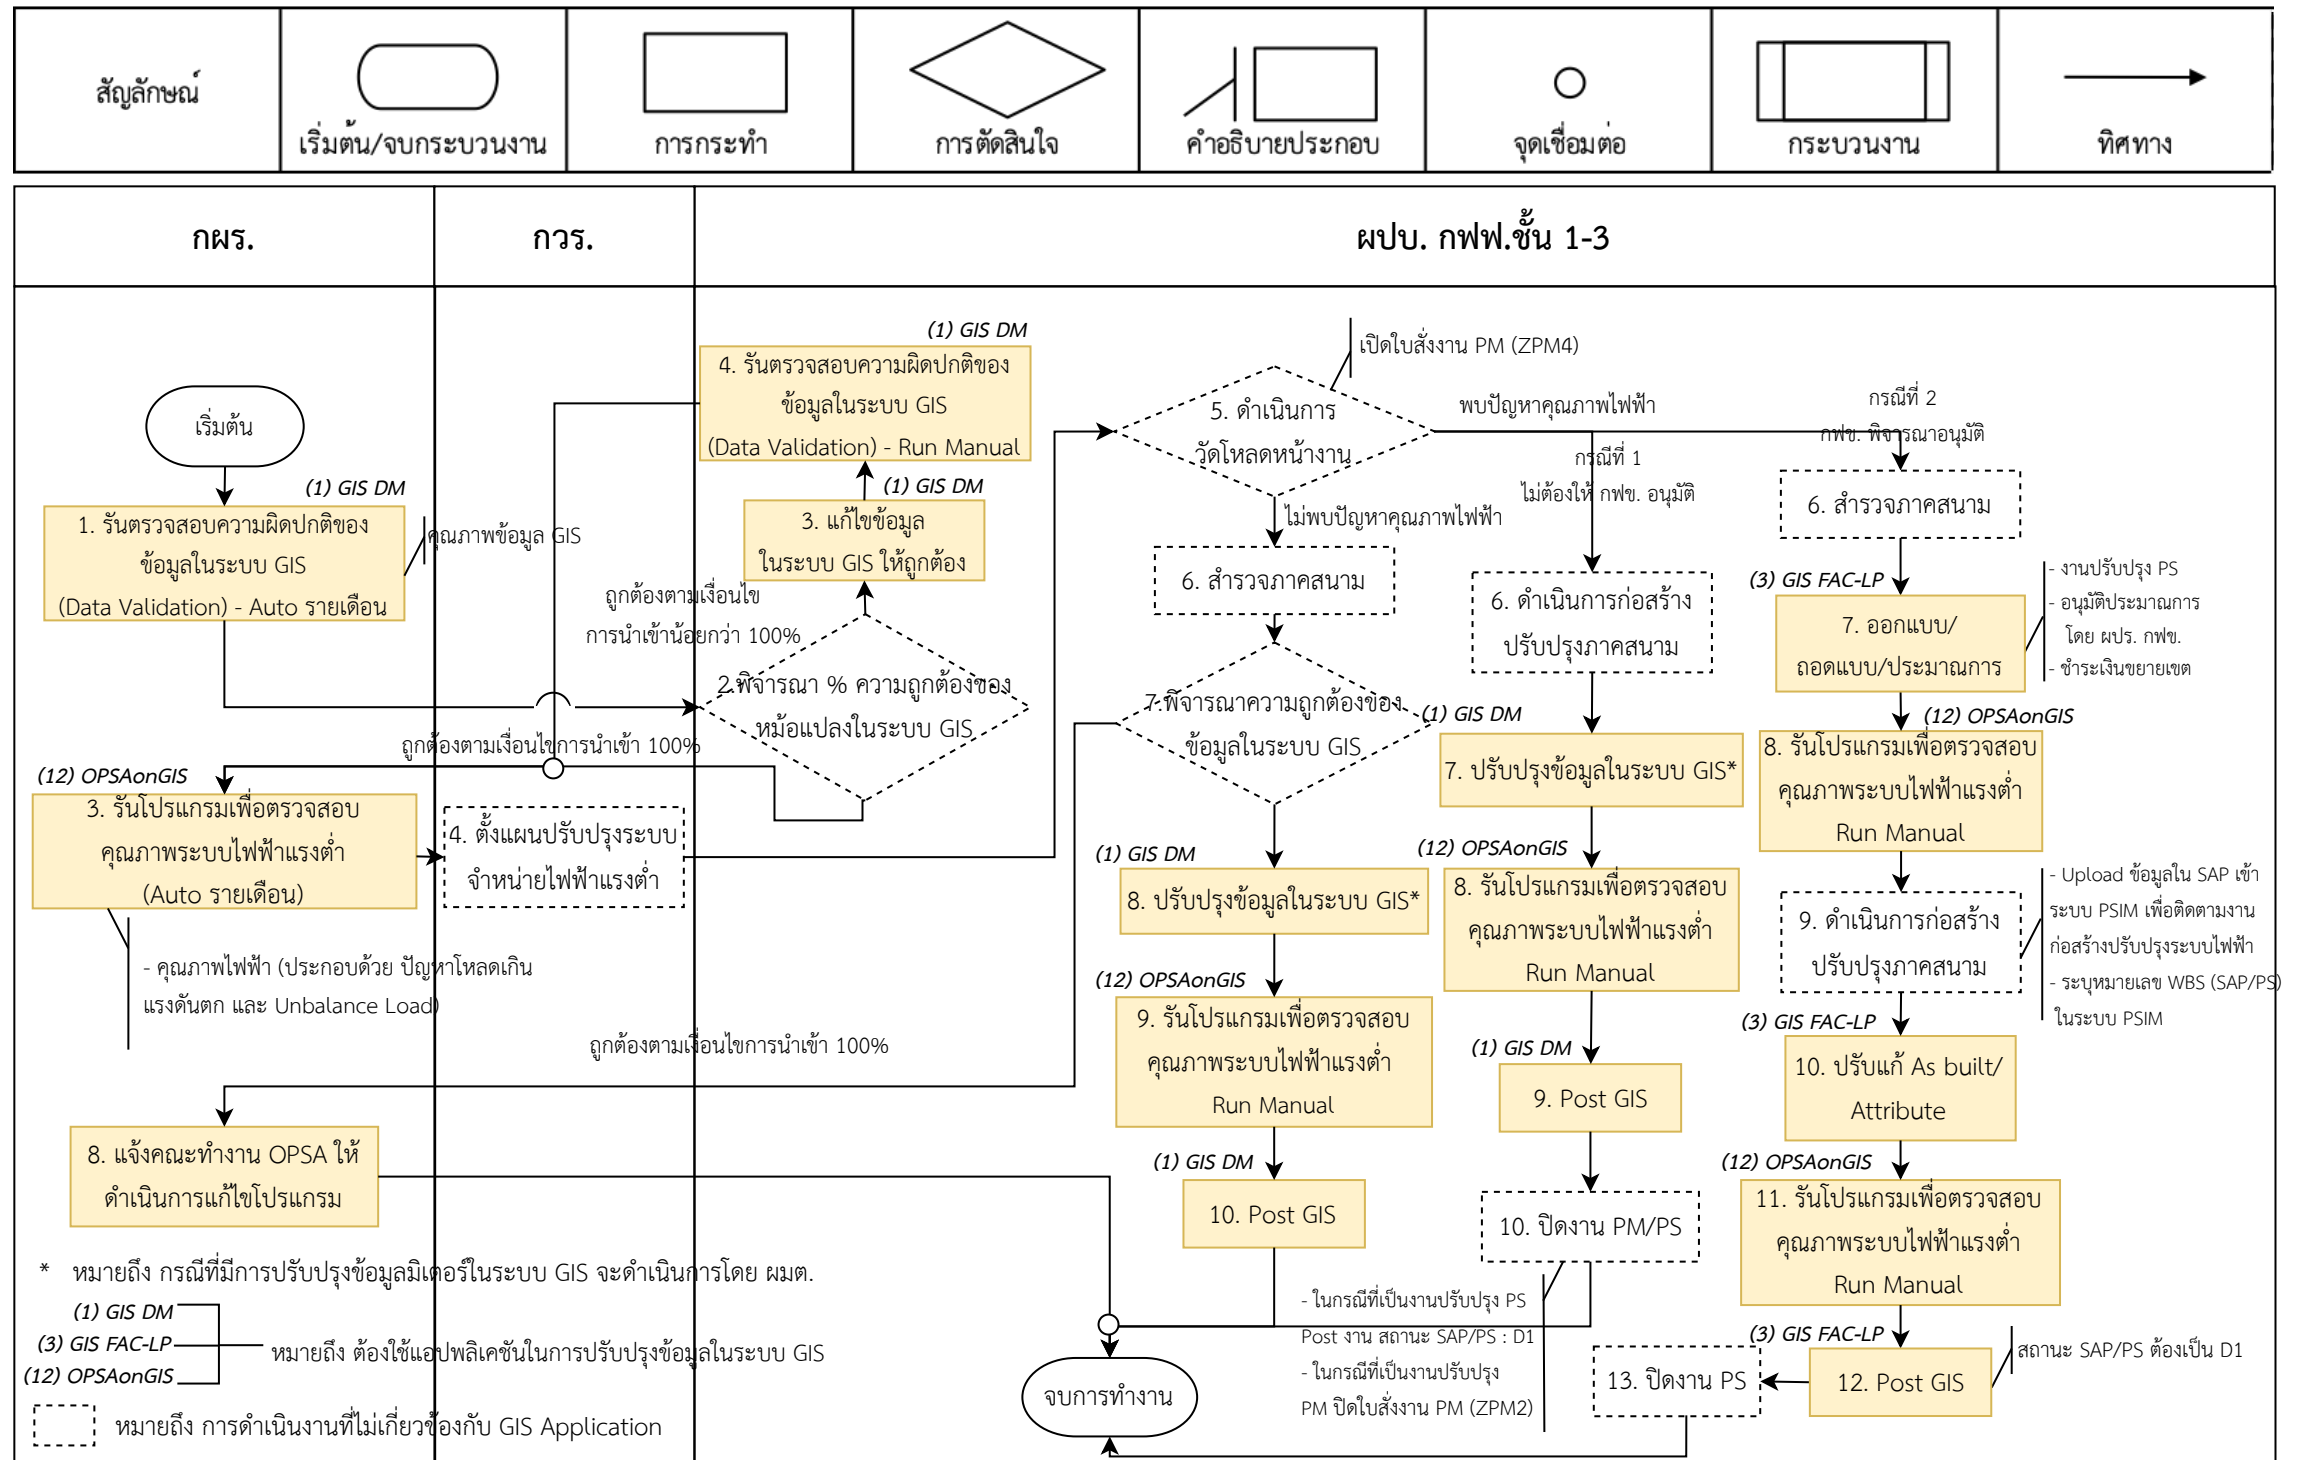 สัญลักษณ์
เริ่มต้น/จบกระบวนงาน
การกระทำ
การตัดสินใจ
คำอธิบายประกอบ
จุดเชื่อมต่อ
กระบวนงาน
ทิศทาง
กผร.
กวร.
ผปบ. กฟฟ.ชั้น 1-3
เริ่มต้น
(1) GIS DM
1. รันตรวจสอบความผิดปกติของ
ข้อมูลในระบบ GIS
(Data Validation) - Auto รายเดือน
คุณภาพข้อมูล GIS
(1) GIS DM
4. รันตรวจสอบความผิดปกติของ
ข้อมูลในระบบ GIS
(Data Validation) - Run Manual
(1) GIS DM
3. แก้ไขข้อมูล
ในระบบ GIS ให้ถูกต้อง
ถูกต้องตามเงื่อนไข
การนำเข้าน้อยกว่า 100%
2.พิจารณา % ความถูกต้องของ
หม้อแปลงในระบบ GIS
ถูกต้องตามเงื่อนไขการนำเข้า 100%
(12) OPSAonGIS
3. รันโปรแกรมเพื่อตรวจสอบ
คุณภาพระบบไฟฟ้าแรงต่ำ
(Auto รายเดือน)
- คุณภาพไฟฟ้า (ประกอบด้วย ปัญหาโหลดเกิน
แรงดันตก และ Unbalance Load)
4. ตั้งแผนปรับปรุงระบบ
จำหน่ายไฟฟ้าแรงต่ำ
เปิดใบสั่งงาน PM (ZPM4)
5. ดำเนินการ
วัดโหลดหน้างาน
พบปัญหาคุณภาพไฟฟ้า
กรณีที่ 1
ไม่ต้องให้ กฟข. อนุมัติ
กรณีที่ 2
กฟข. พิจารณาอนุมัติ
ไม่พบปัญหาคุณภาพไฟฟ้า
6. สำรวจภาคสนาม
7.พิจารณาความถูกต้องของ
ข้อมูลในระบบ GIS
ถูกต้องตามเงื่อนไขการนำเข้า 100%
8. แจ้งคณะทำงาน OPSA ให้
ดำเนินการแก้ไขโปรแกรม
(1) GIS DM
8. ปรับปรุงข้อมูลในระบบ GIS*
(12) OPSAonGIS
9. รันโปรแกรมเพื่อตรวจสอบ
คุณภาพระบบไฟฟ้าแรงต่ำ
Run Manual
(1) GIS DM
10. Post GIS
6. ดำเนินการก่อสร้าง
ปรับปรุงภาคสนาม
(1) GIS DM
7. ปรับปรุงข้อมูลในระบบ GIS*
(12) OPSAonGIS
8. รันโปรแกรมเพื่อตรวจสอบ
คุณภาพระบบไฟฟ้าแรงต่ำ
Run Manual
(1) GIS DM
9. Post GIS
10. ปิดงาน PM/PS
- ในกรณีที่เป็นงานปรับปรุง PS
Post งาน สถานะ SAP/PS : D1
- ในกรณีที่เป็นงานปรับปรุง
PM ปิดใบสั่งงาน PM (ZPM2)
6. สำรวจภาคสนาม
(3) GIS FAC-LP
7. ออกแบบ/
ถอดแบบ/ประมาณการ
- งานปรับปรุง PS
- อนุมัติประมาณการ
โดย ผปร. กฟข.
- ชำระเงินขยายเขต
(12) OPSAonGIS
8. รันโปรแกรมเพื่อตรวจสอบ
คุณภาพระบบไฟฟ้าแรงต่ำ
Run Manual
9. ดำเนินการก่อสร้าง
ปรับปรุงภาคสนาม
- Upload ข้อมูลใน SAP เข้า
ระบบ PSIM เพื่อติดตามงาน
ก่อสร้างปรับปรุงระบบไฟฟ้า
- ระบุหมายเลข WBS (SAP/PS)
ในระบบ PSIM
(3) GIS FAC-LP
10. ปรับแก้ As built/
Attribute
(12) OPSAonGIS
11. รันโปรแกรมเพื่อตรวจสอบ
คุณภาพระบบไฟฟ้าแรงต่ำ
Run Manual
(3) GIS FAC-LP
12. Post GIS
สถานะ SAP/PS ต้องเป็น D1
13. ปิดงาน PS
จบการทำงาน
* หมายถึง กรณีที่มีการปรับปรุงข้อมูลมิเตอร์ในระบบ GIS จะดำเนินการโดย ผมต.
(1) GIS DM
(3) GIS FAC-LP
(12) OPSAonGIS
หมายถึง ต้องใช้แอปพลิเคชันในการปรับปรุงข้อมูลในระบบ GIS
หมายถึง การดำเนินงานที่ไม่เกี่ยวข้องกับ GIS Application